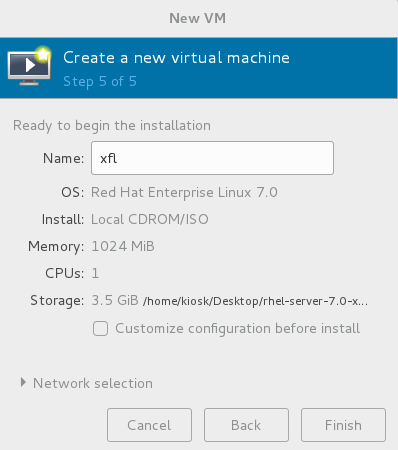 New VM
Create a new virtual machine
Step 5 of 5
Ready to begin the installation
Name: xfl
OS: Red Hat Enterprise Linux 7.0
Install: Local CDROM/ISO
Memory: 1024 MiB
CPUs: 1
Storage: 3.5 GiB /home/kiosk/Desktop/rhel-server-7.0-x...
Customize configuration before install
Network selection
Cancel Back Finish